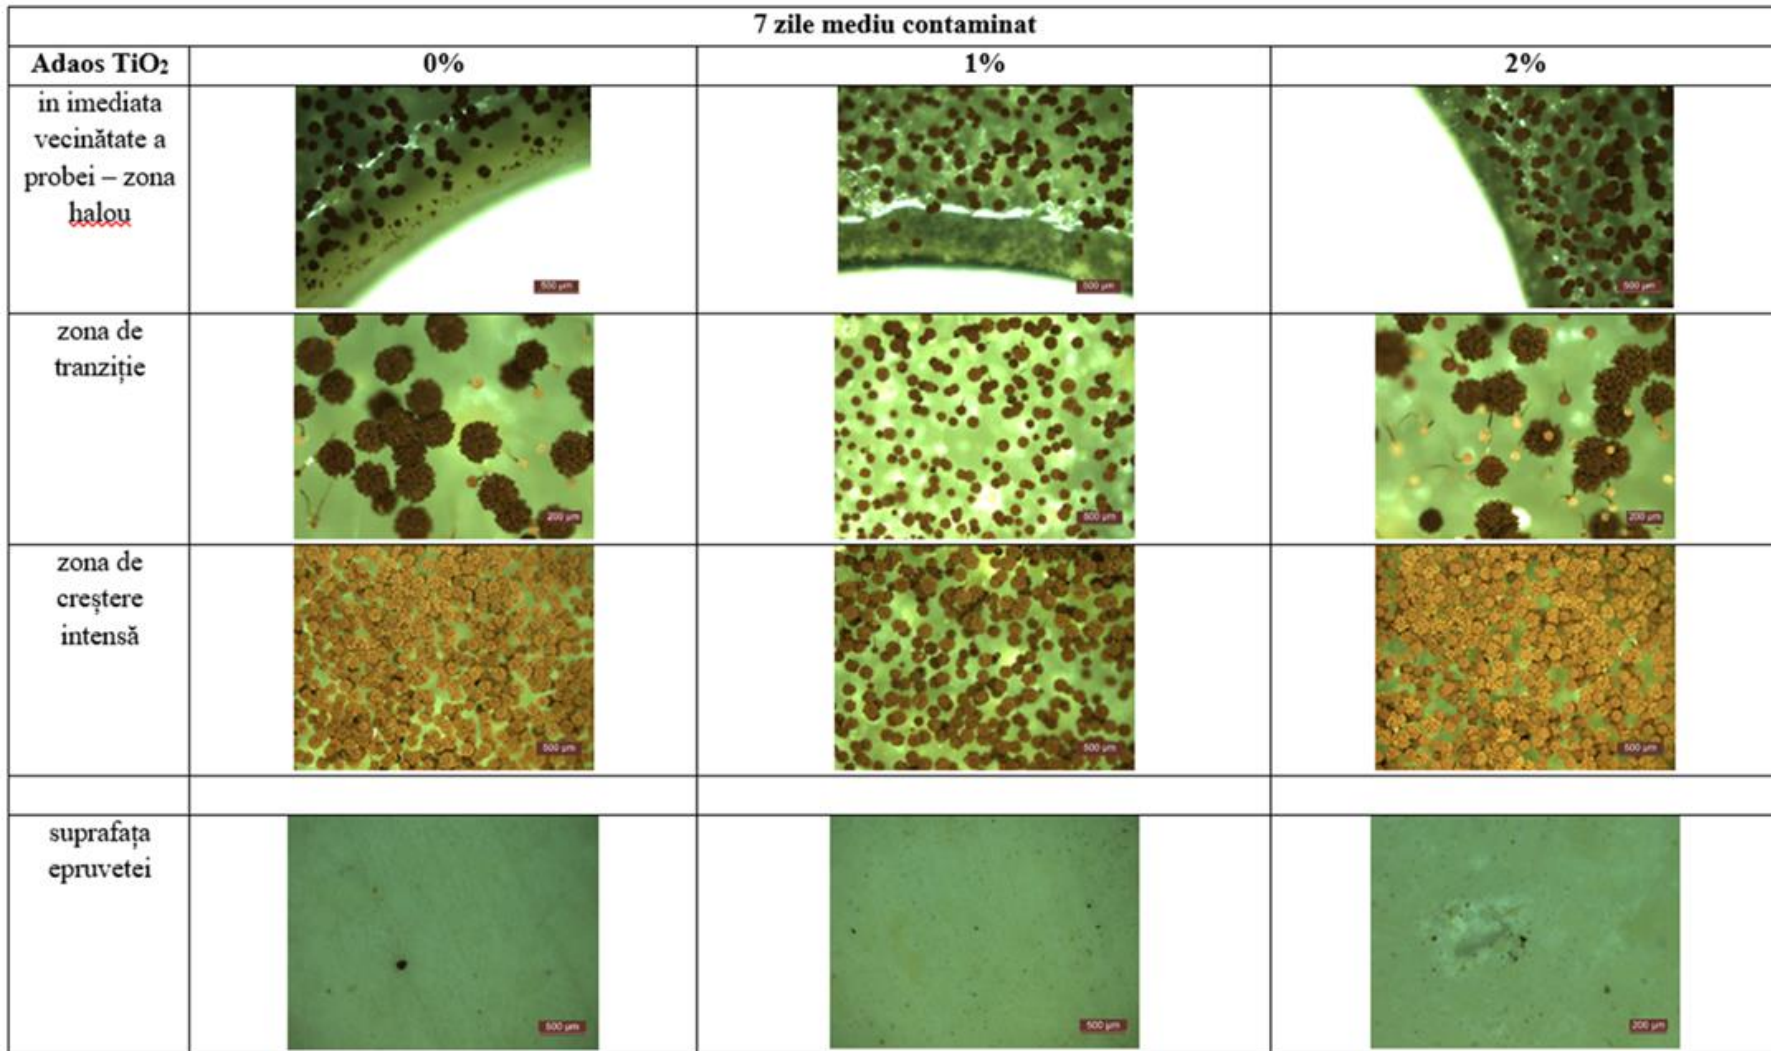 7 zile mediu contaminat
Adaos TiO₂ 0% 1% 2%
in imediata
vecinătate a
probei – zona
halou
500 µm 500 µm 500 µm
zona de
tranziție
200 µm 500 µm 200 µm
zona de
creștere
intensă
500 µm 500 µm 500 µm
suprafața
epruvetei
500 µm 500 µm 200 µm